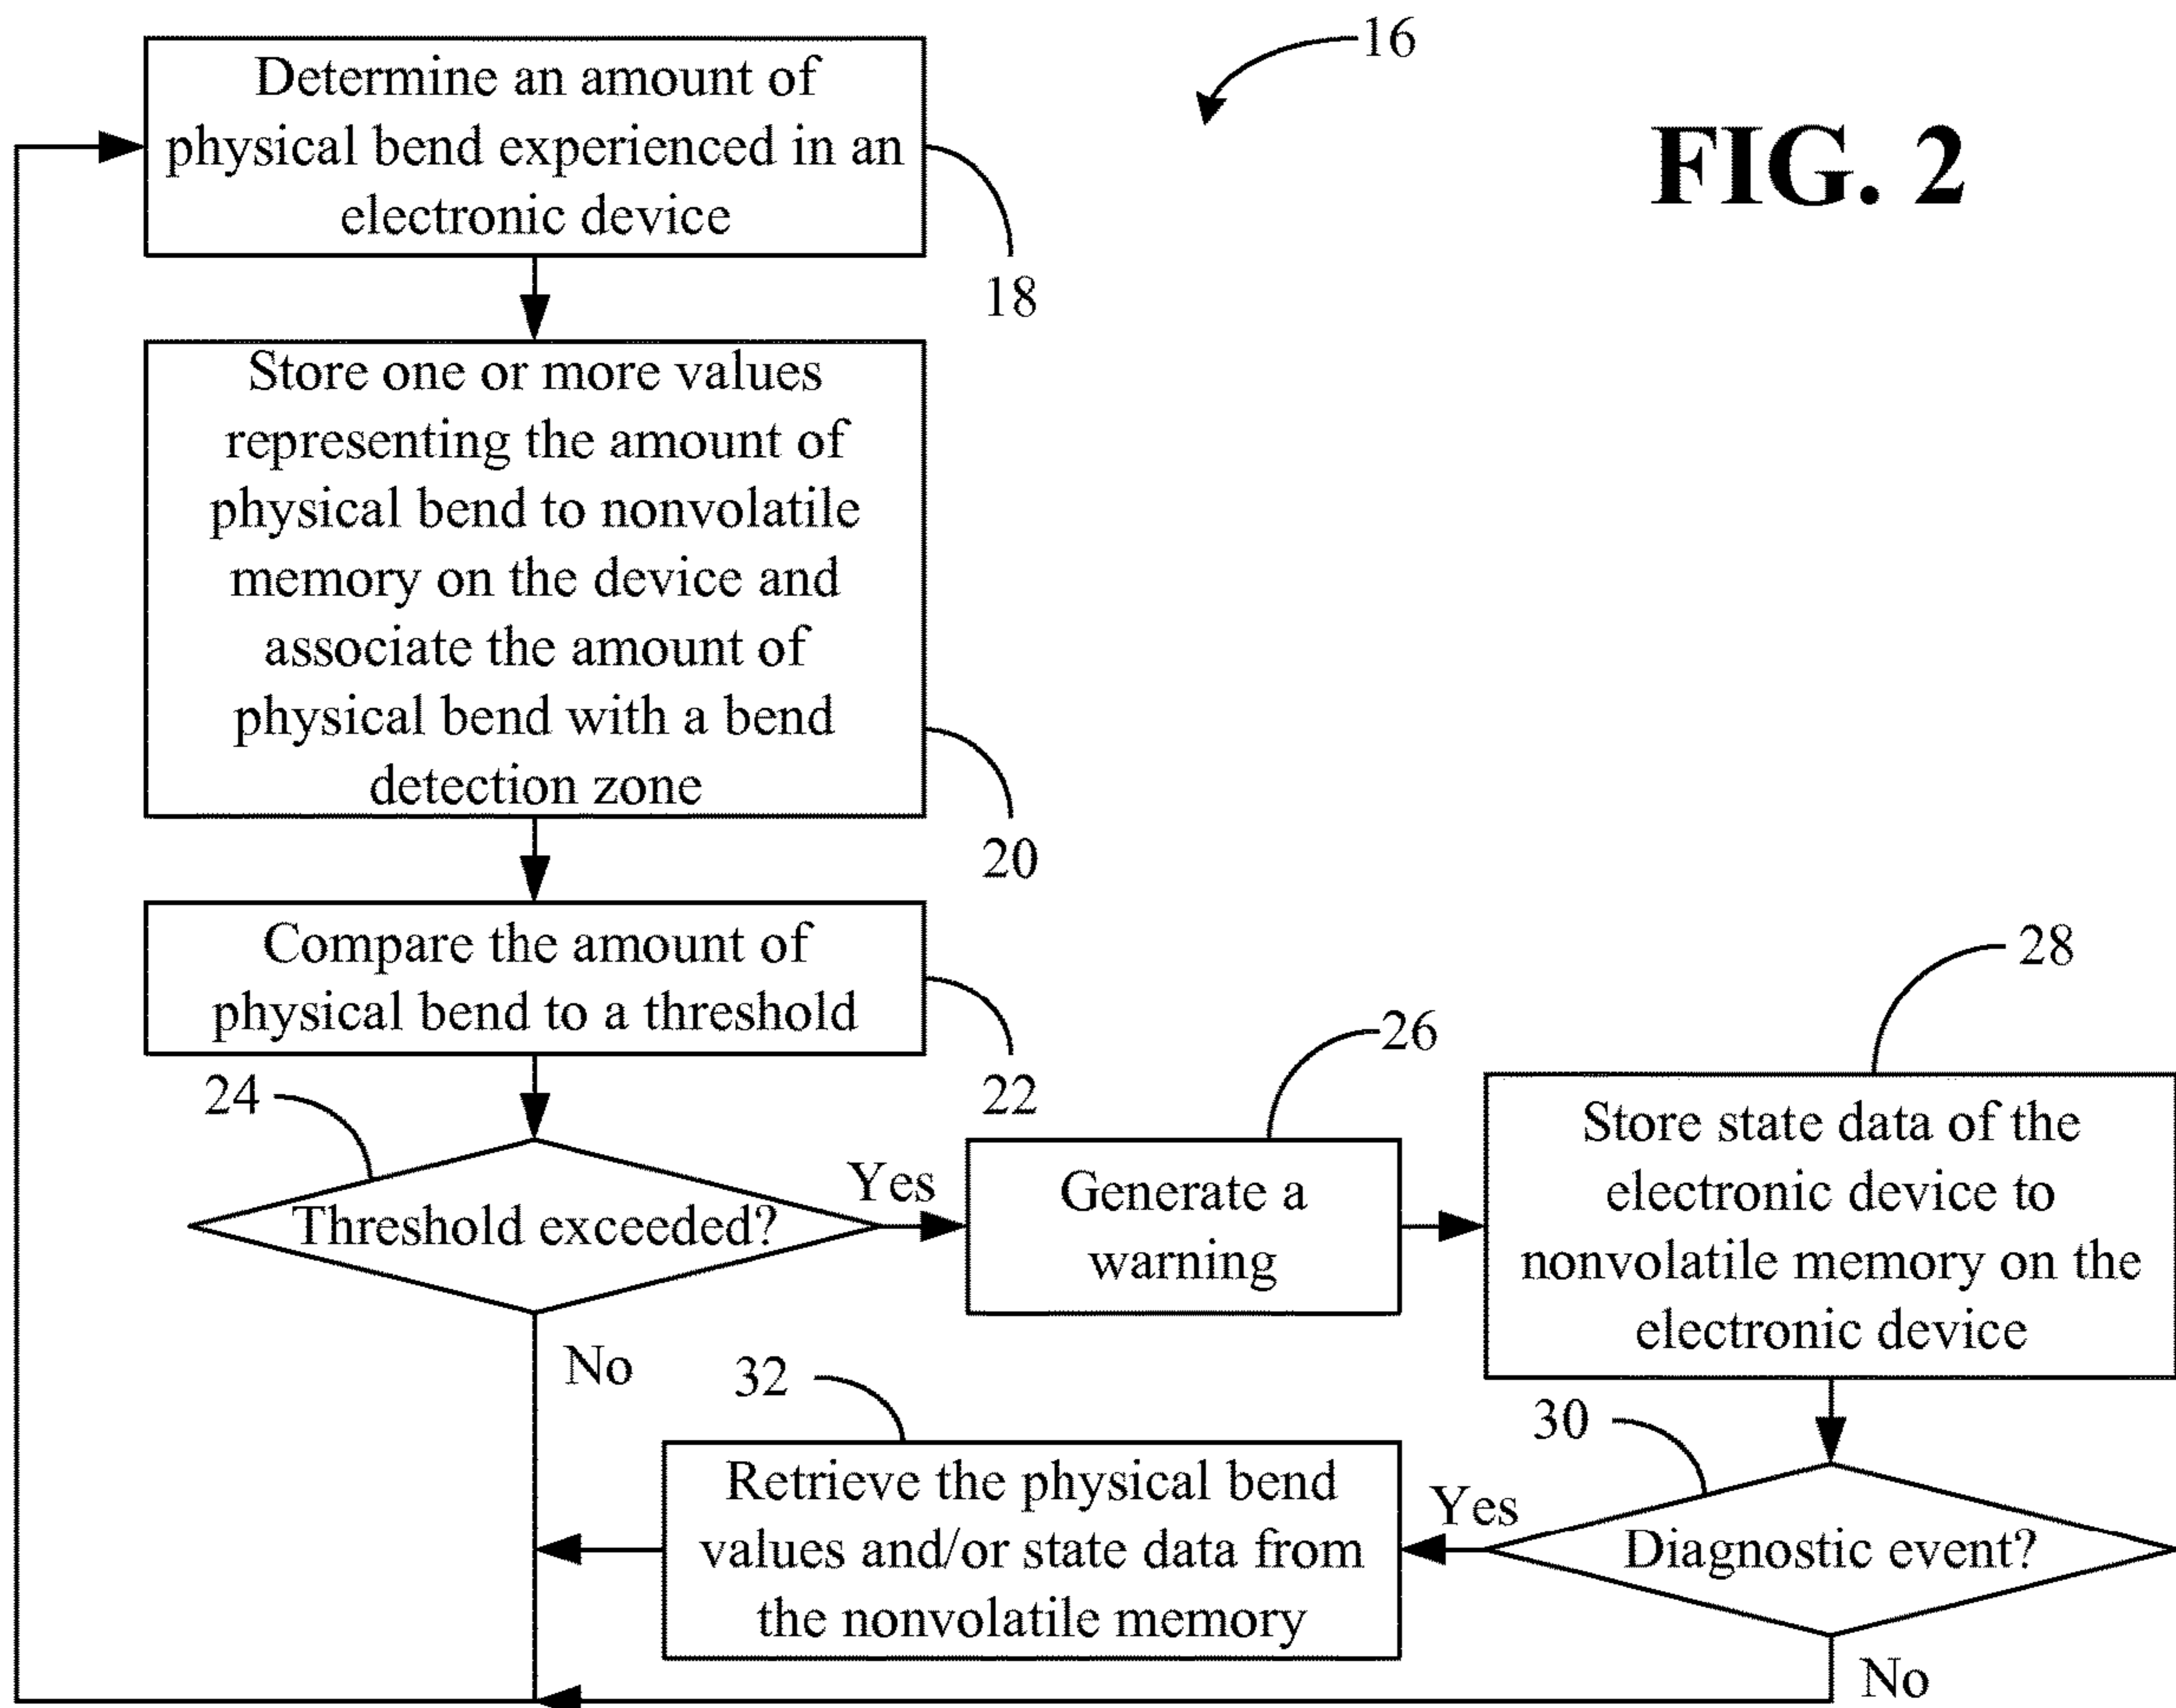 16
FIG. 2
Determine an amount of
physical bend experienced in an
electronic device
18
Store one or more values
representing the amount of
physical bend to nonvolatile
memory on the device and
associate the amount of
physical bend with a bend
detection zone
20
Compare the amount of
physical bend to a threshold
22
24
Threshold exceeded?
Yes
No
26
Generate a
warning
28
Store state data of the
electronic device to
nonvolatile memory on the
electronic device
30
Diagnostic event?
Yes
No
32
Retrieve the physical bend
values and/or state data from
the nonvolatile memory